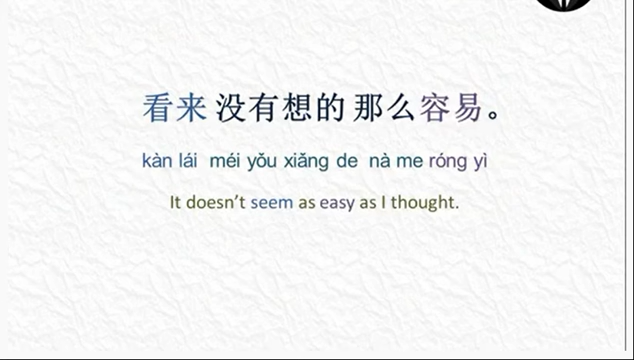 看来 没有想的 那么容易。
kàn lái  méi yǒu xiǎng de  nà me róng yì
It doesn't seem as easy as I thought.